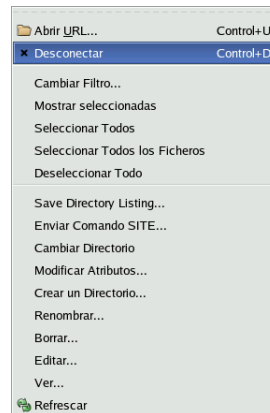 Abrir URL... Control+U
Desconectar Control+D
Cambiar Filtro...
Mostrar seleccionadas
Seleccionar Todos
Seleccionar Todos los Ficheros
Deseleccionar Todo
Save Directory Listing...
Enviar Comando SITE...
Cambiar Directorio
Modificar Atributos...
Crear un Directorio...
Renombrar...
Borrar...
Editar...
Ver...
Refrescar